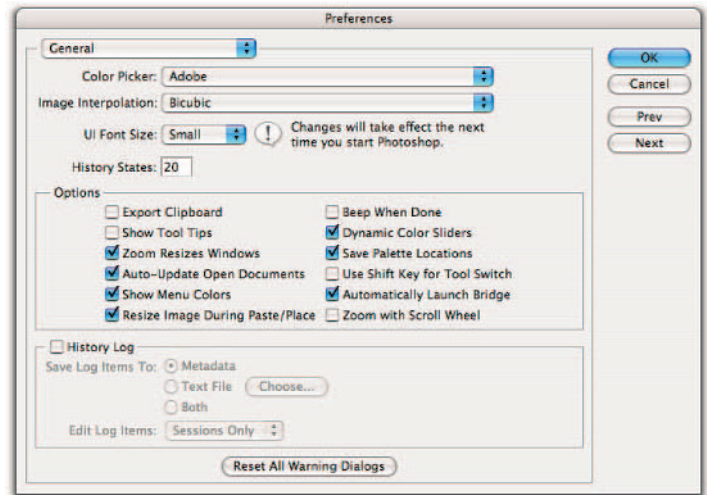 Preferences
General
OK
Color Picker: Adobe
Cancel
Image Interpolation: Bicubic
Prev
UI Font Size: Small ! Changes will take effect the next
time you start Photoshop.
Next
History States: 20
Options
Export Clipboard
Show Tool Tips
Zoom Resizes Windows
Auto-Update Open Documents
Show Menu Colors
Resize Image During Paste/Place
Beep When Done
Dynamic Color Sliders
Save Palette Locations
Use Shift Key for Tool Switch
Automatically Launch Bridge
Zoom with Scroll Wheel
History Log
Save Log Items To: Metadata
Text File Choose...
Both
Edit Log Items: Sessions Only
Reset All Warning Dialogs